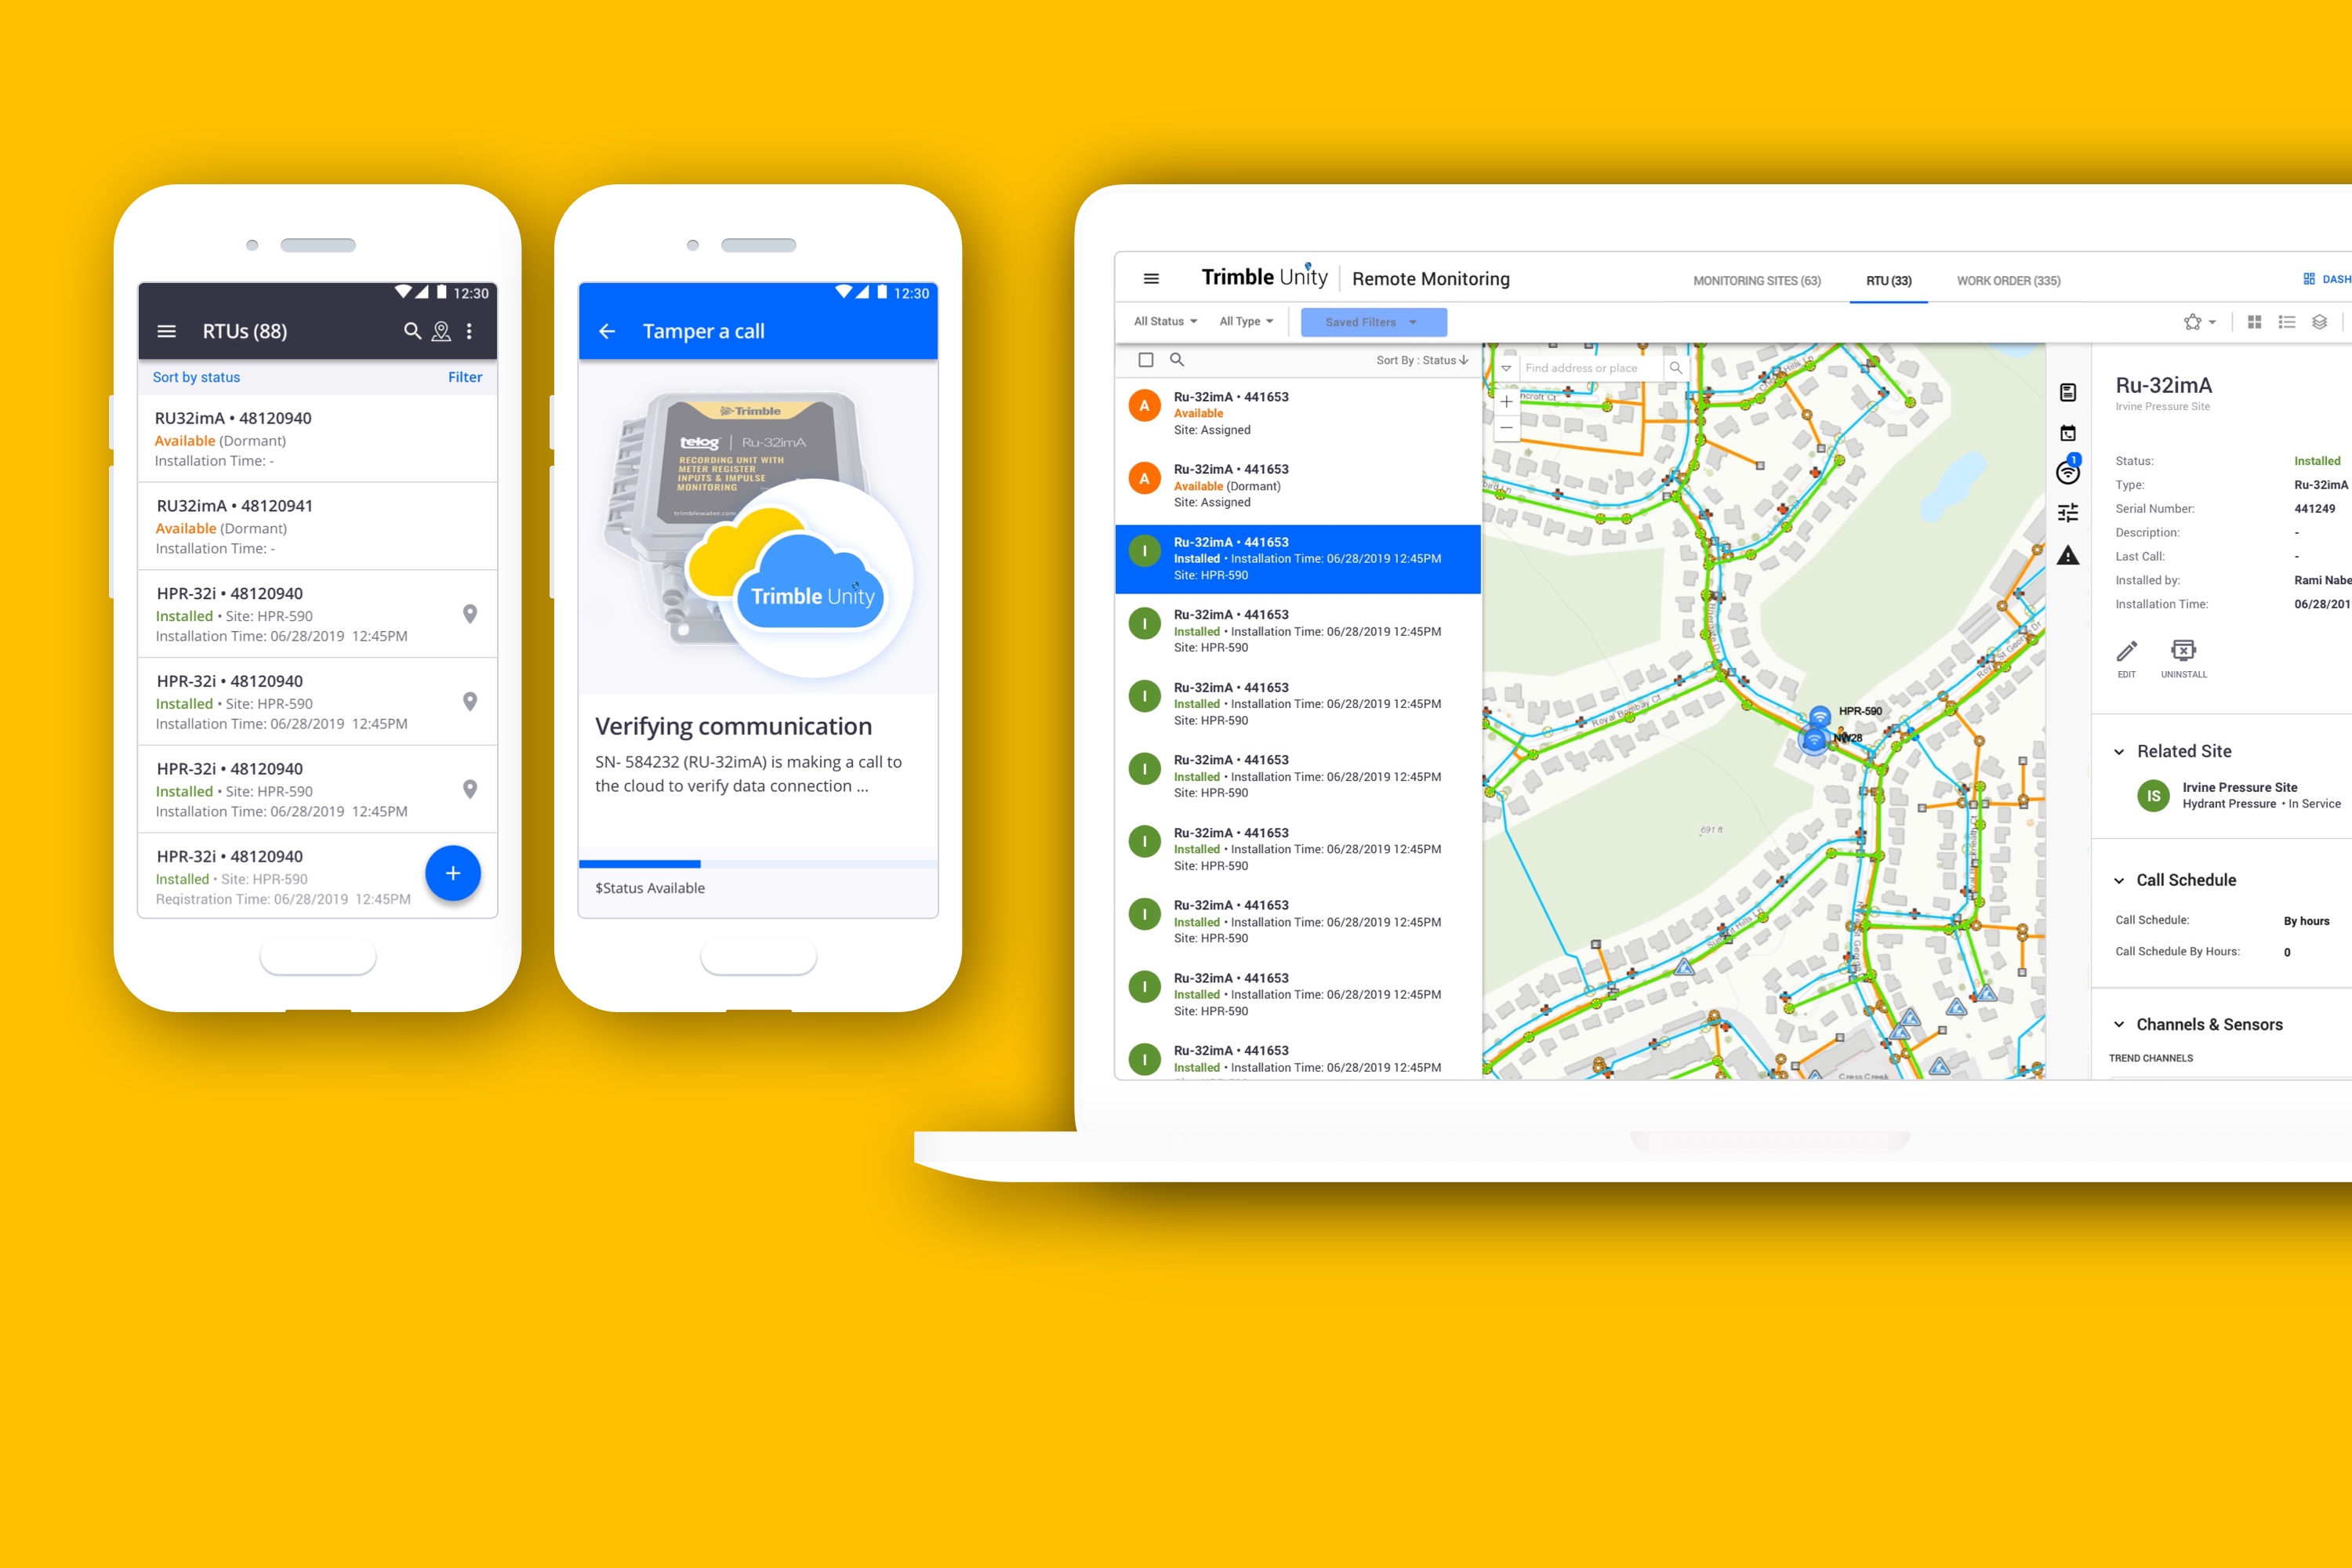 12:30
RTUs (88)
Sort by status
Filter
RU32imA • 48120940
Available (Dormant)
Installation Time: -
RU32imA • 48120941
Available (Dormant)
Installation Time: -
HPR-32i • 48120940
Installed • Site: HPR-590
Installation Time: 06/28/2019 12:45PM
HPR-32i • 48120940
Installed • Site: HPR-590
Installation Time: 06/28/2019 12:45PM
HPR-32i • 48120940
Installed • Site: HPR-590
Installation Time: 06/28/2019 12:45PM
HPR-32i • 48120940
Installed • Site: HPR-590
Registration Time: 06/28/2019 12:45PM
12:30
Tamper a call
Trimble
telog | Ru-32imA
RECORDING UNIT WITH
METER REGISTER
INPUTS & IMPULSE
MONITORING
trimblewater.com
Trimble Unity
Verifying communication
SN- 584232 (RU-32imA) is making a call to
the cloud to verify data connection ...
$Status Available
Trimble Unity | Remote Monitoring
MONITORING SITES (63)
RTU (33)
WORK ORDER (335)
DASH
All Status
All Type
Saved Filters
Sort By : Status
Ru-32imA • 441653
Available
Site: Assigned
Ru-32imA • 441653
Available (Dormant)
Site: Assigned
Ru-32imA • 441653
Installed • Installation Time: 06/28/2019 12:45PM
Site: HPR-590
Ru-32imA • 441653
Installed • Installation Time: 06/28/2019 12:45PM
Site: HPR-590
Ru-32imA • 441653
Installed • Installation Time: 06/28/2019 12:45PM
Site: HPR-590
Ru-32imA • 441653
Installed • Installation Time: 06/28/2019 12:45PM
Site: HPR-590
Ru-32imA • 441653
Installed • Installation Time: 06/28/2019 12:45PM
Site: HPR-590
Ru-32imA • 441653
Installed • Installation Time: 06/28/2019 12:45PM
Site: HPR-590
Ru-32imA • 441653
Installed • Installation Time: 06/28/2019 12:45PM
Site: HPR-590
Ru-32imA • 441653
Installed • Installation Time: 06/28/2019 12:45PM
A
A
I
I
I
I
I
I
I
I
Find address or place
HPR-590
NW28
Royal Bombay Ct
691 ft
Cress Creek
1
Ru-32imA
Irvine Pressure Site
Status: Installed
Type: Ru-32imA
Serial Number: 441249
Description: -
Last Call: -
Installed by: Rami Nabe
Installation Time: 06/28/201
EDIT
UNINSTALL
Related Site
IS
Irvine Pressure Site
Hydrant Pressure • In Service
Call Schedule
Call Schedule: By hours
Call Schedule By Hours: 0
Channels & Sensors
TREND CHANNELS